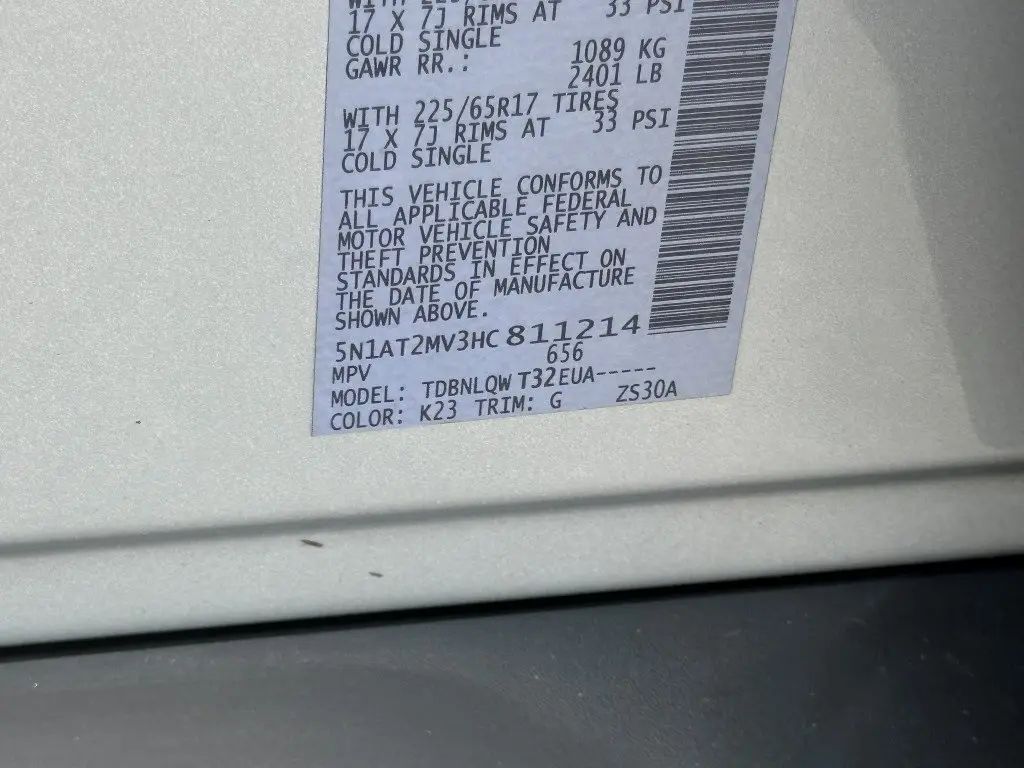 17 X 7J RIMS AT 33 PSI
COLD SINGLE
GAWR RR.: 1089 KG
2401 LB
WITH 225/65R17 TIRES
17 X 7J RIMS AT 33 PSI
COLD SINGLE
THIS VEHICLE CONFORMS TO
ALL APPLICABLE FEDERAL
MOTOR VEHICLE SAFETY AND
THEFT PREVENTION
STANDARDS IN EFFECT ON
THE DATE OF MANUFACTURE
SHOWN ABOVE.
5N1AT2MV3HC811214
MPV 656
MODEL: TDBNLQWT32EUA-----
COLOR: K23 TRIM: G ZS30A